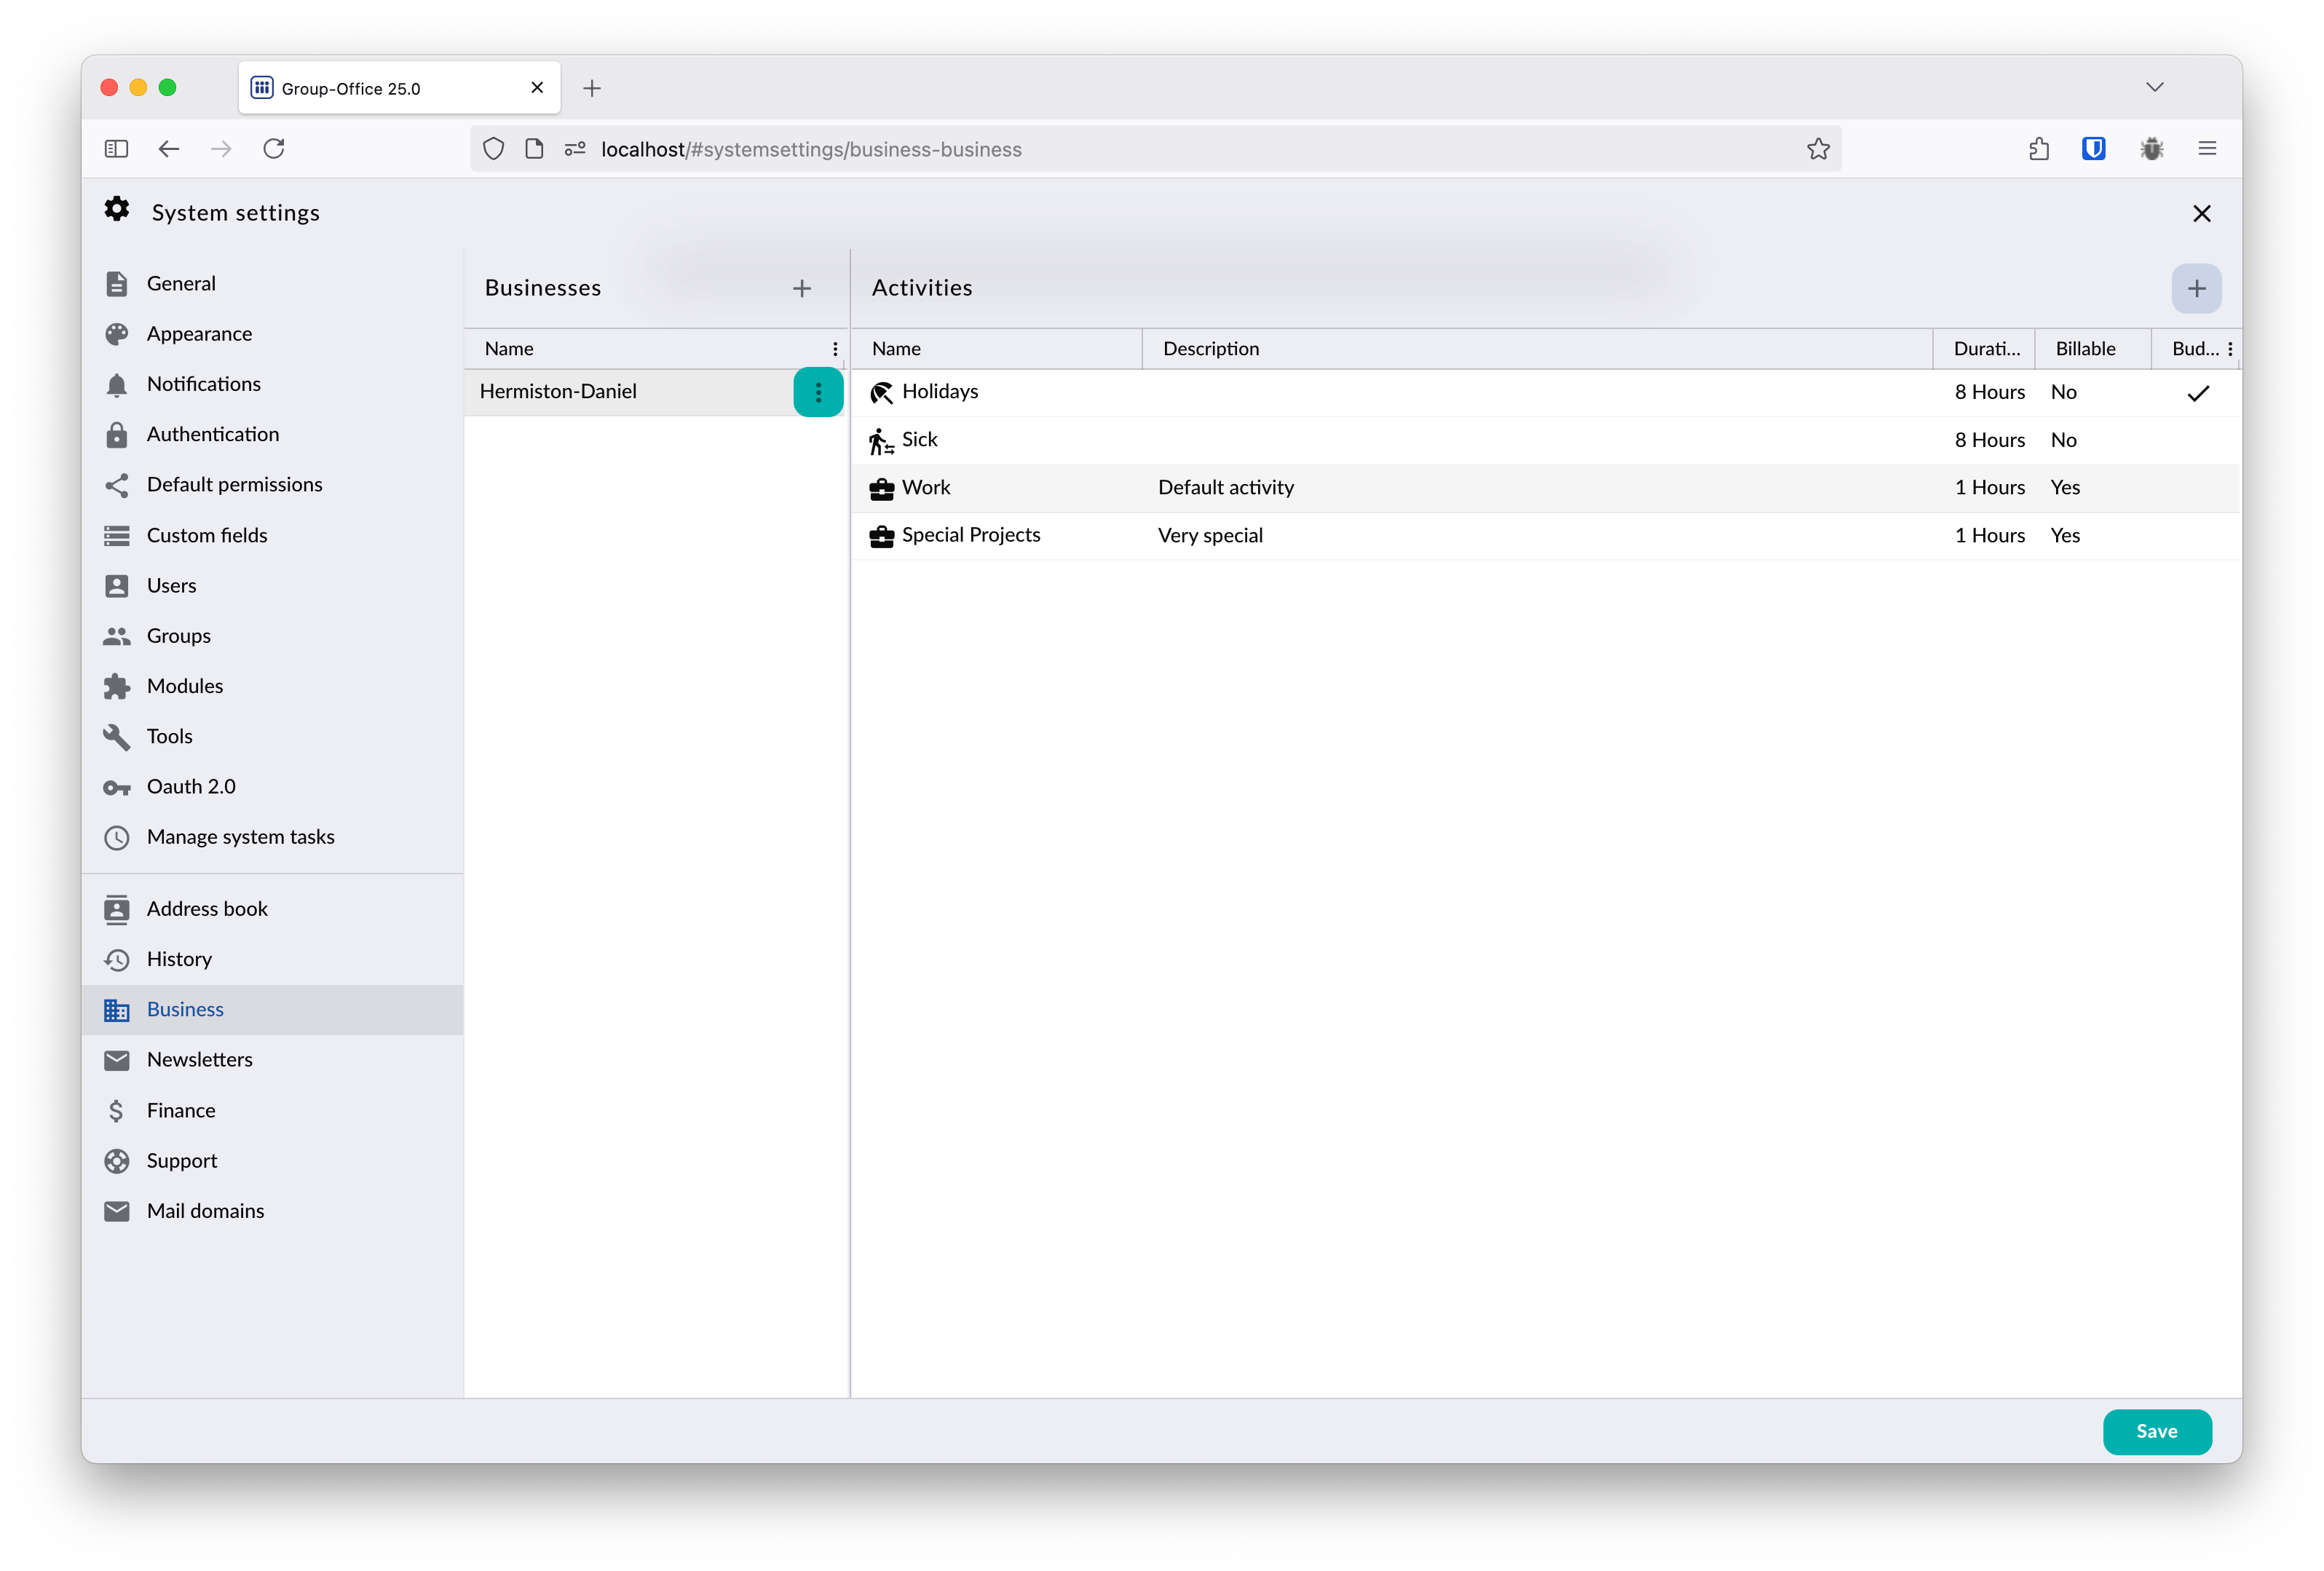 Group-Office 25.0
localhost/#systemsettings/business-business
System settings
General
Appearance
Notifications
Authentication
Default permissions
Custom fields
Users
Groups
Modules
Tools
Oauth 2.0
Manage system tasks
Address book
History
Business
Newsletters
Finance
Support
Mail domains
Businesses
Name
Hermiston-Daniel
Activities
Name Description Durati... Billable Bud...
Holidays 8 Hours No
Sick 8 Hours No
Work Default activity 1 Hours Yes
Special Projects Very special 1 Hours Yes
Save